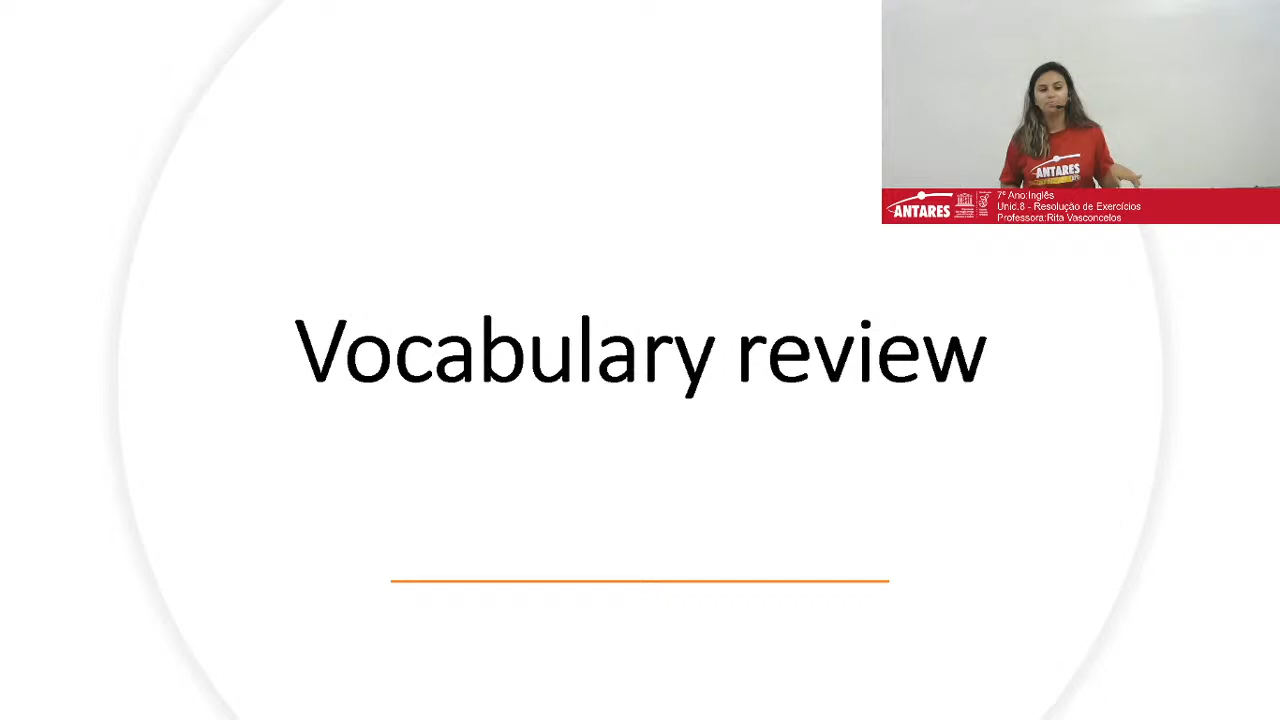 Vocabulary review
ANTARES
ANTARES
7º Ano:Inglês
Unid.8 - Resolução de Exercícios
Professora:Rita Vasconcelos